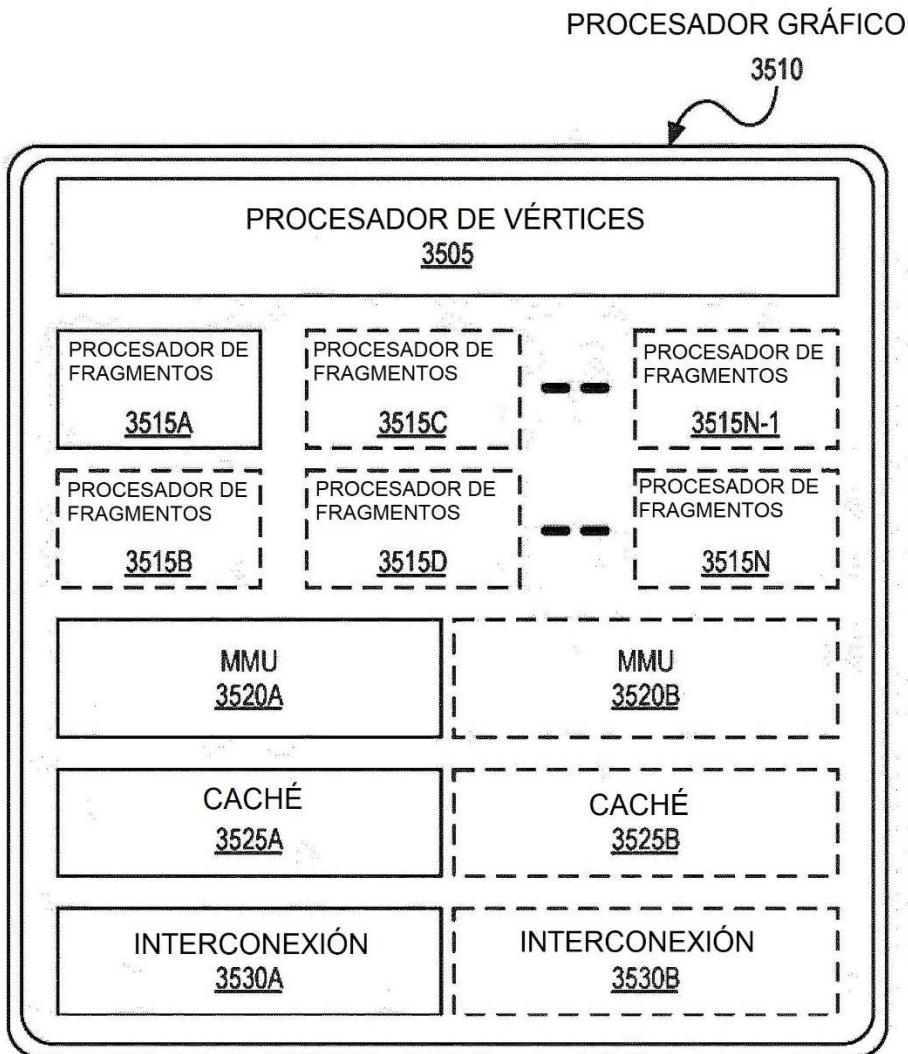 PROCESADOR GRÁFICO
3510
PROCESADOR DE VÉRTICES
3505
PROCESADOR DE
FRAGMENTOS
3515A
PROCESADOR DE
FRAGMENTOS
3515C
PROCESADOR DE
FRAGMENTOS
3515N-1
PROCESADOR DE
FRAGMENTOS
3515B
PROCESADOR DE
FRAGMENTOS
3515D
PROCESADOR DE
FRAGMENTOS
3515N
MMU
3520A
MMU
3520B
CACHÉ
3525A
CACHÉ
3525B
INTERCONEXIÓN
3530A
INTERCONEXIÓN
3530B